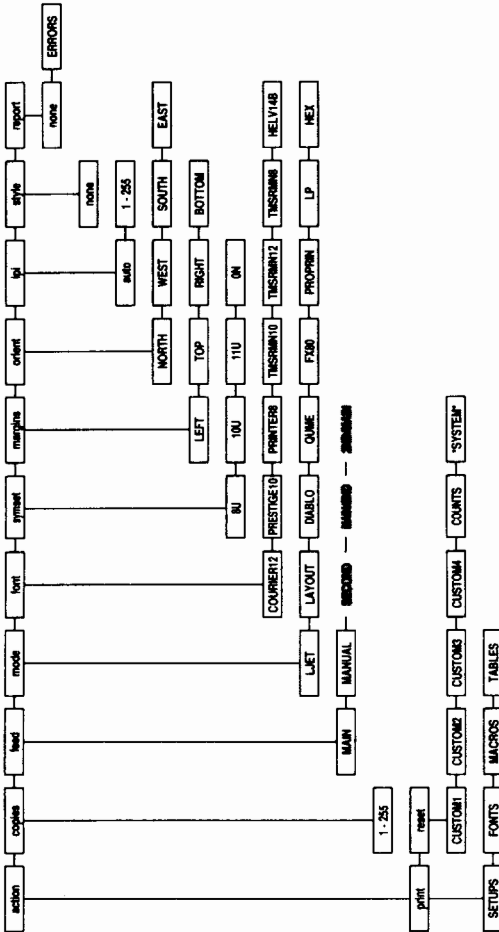 action copies feed mode font symset margins orient lpi style report
none ERRORS
none
auto 1 - 255
NORTH WEST SOUTH EAST
LEFT TOP RIGHT BOTTOM
8U 10U 11U 0N
COURIER12 PRESTIGE10 PRINTER8 TMSRMN10 TMSRMN12 TMSRMN8 HELV14B
LJET LAYOUT DIABLO QUME FX80 PROPRIN LP HEX
MAIN MANUAL SECOND
1 - 255
print reset
CUSTOM1 CUSTOM2 CUSTOM3 CUSTOM4 COUNTS *SYSTEM*
SETUPS FONTS MACROS TABLES